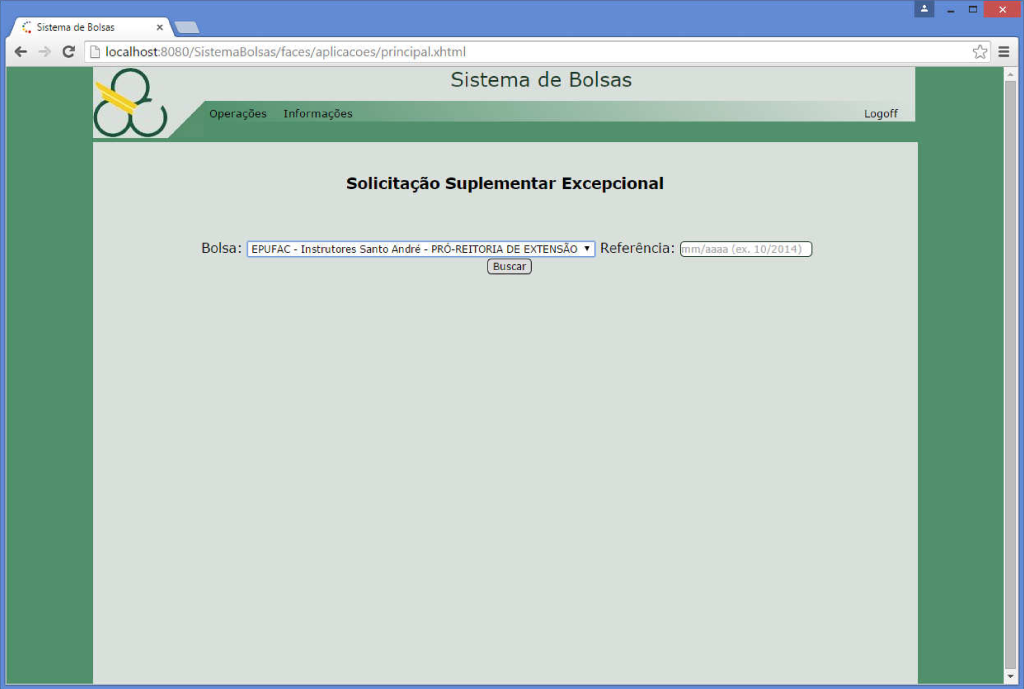 Sistema de Bolsas
localhost:8080/SistemaBolsas/faces/aplicacoes/principal.xhtml
Sistema de Bolsas
Operações Informações Logoff
Solicitação Suplementar Excepcional
Bolsa: EPUFAC - Instrutores Santo André - PRÓ-REITORIA DE EXTENSÃO Referência: mm/aaaa (ex. 10/2014)
Buscar